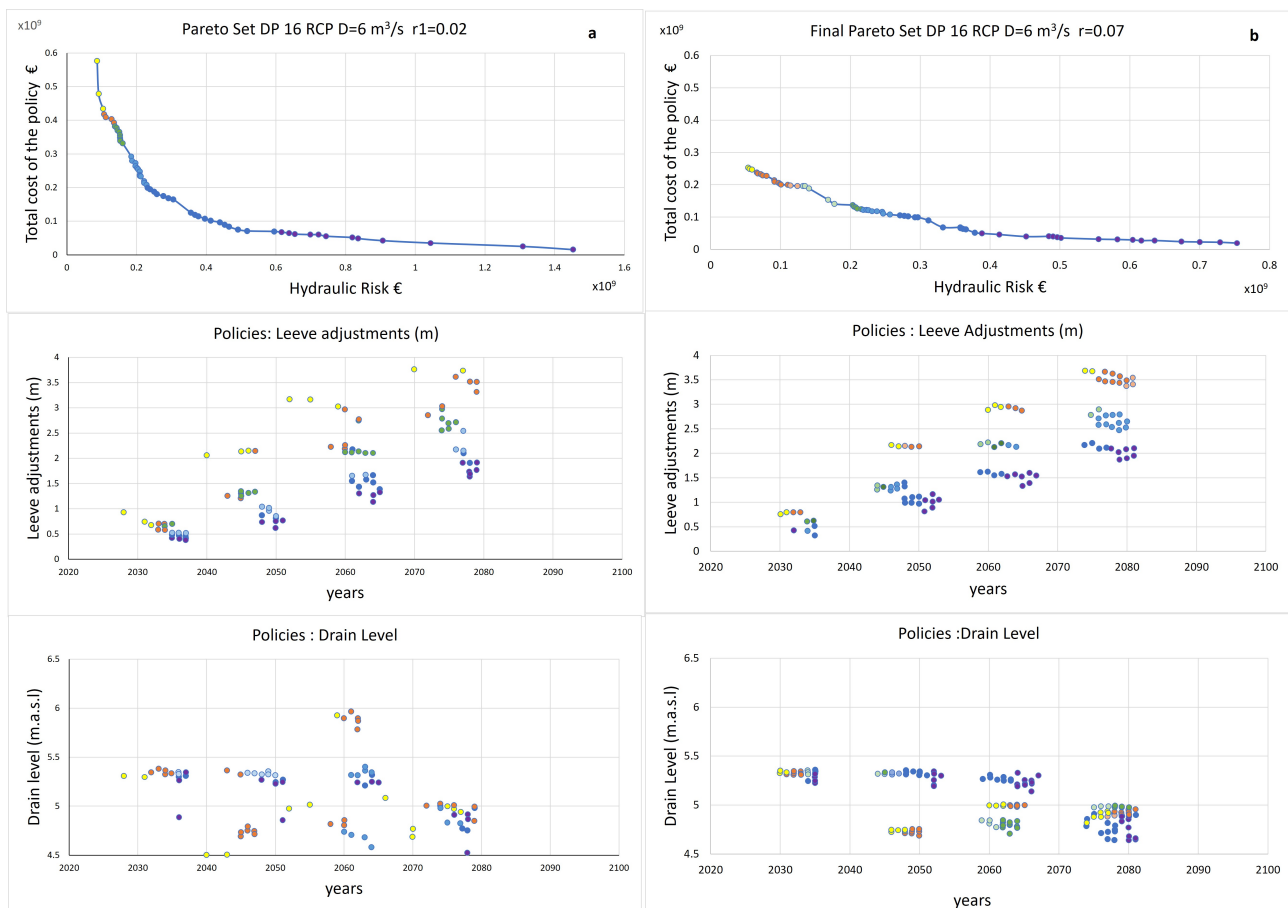 x10⁹
Pareto Set DP 16 RCP D=6 m³/s r1=0.02
a
Total cost of the policy €
0.6
0.5
0.4
0.3
0.2
0.1
0
0 0.2 0.4 0.6 0.8 1 1.2 1.4 1.6
Hydraulic Risk €
x10⁹
x10⁹
Final Pareto Set DP 16 RCP D=6 m³/s r=0.07
b
Total cost of the policy €
0.6
0.5
0.4
0.3
0.2
0.1
0
0 0.1 0.2 0.3 0.4 0.5 0.6 0.7 0.8
Hydraulic Risk €
x10⁹
Policies: Leeve adjustments (m)
Leeve adjustments (m)
4
3.5
3
2.5
2
1.5
1
0.5
0
2020 2030 2040 2050 2060 2070 2080 2090 2100
years
Policies : Leeve Adjustments (m)
Leeve adjustments (m)
4
3.5
3
2.5
2
1.5
1
0.5
0
2020 2030 2040 2050 2060 2070 2080 2090 2100
years
Policies : Drain Level
Drain level (m.a.s.l)
6.5
6
5.5
5
4.5
2020 2030 2040 2050 2060 2070 2080 2090 2100
years
Policies :Drain Level
Drain level (m.a.s.l)
6.5
6
5.5
5
4.5
2020 2030 2040 2050 2060 2070 2080 2090 2100
years